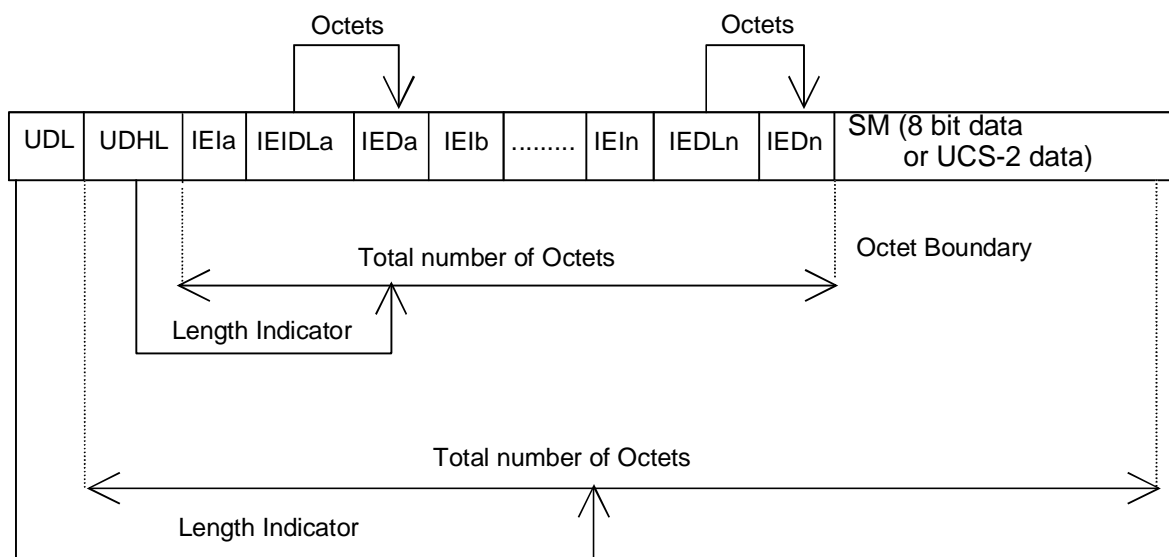 Octets
Octets
UDL
UDHL
IEIa
IEIDLa
IEDa
IEIb
.........
IEIn
IEDLn
IEDn
SM (8 bit data
or UCS-2 data)
Total number of Octets
Octet Boundary
Length Indicator
Total number of Octets
Length Indicator